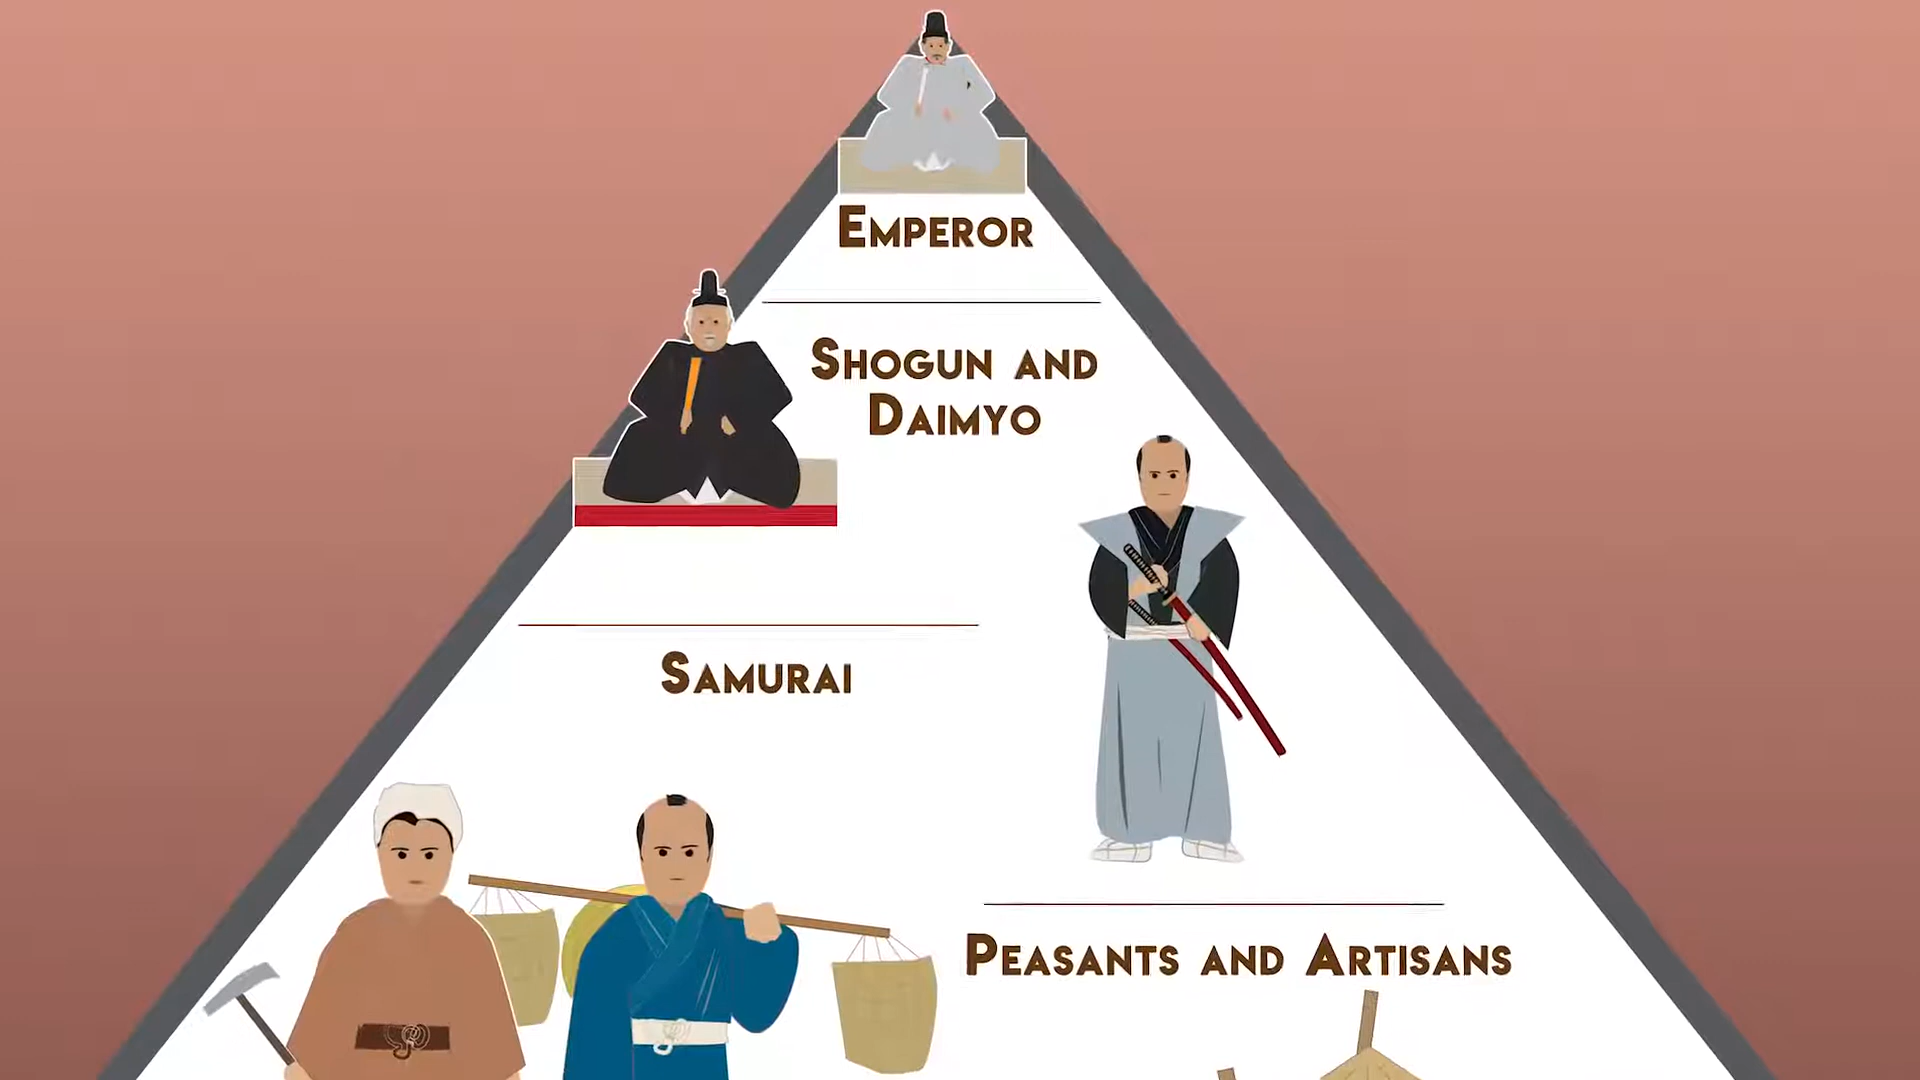 Emperor
Shogun and
Daimyo
Samurai
Peasants and Artisans